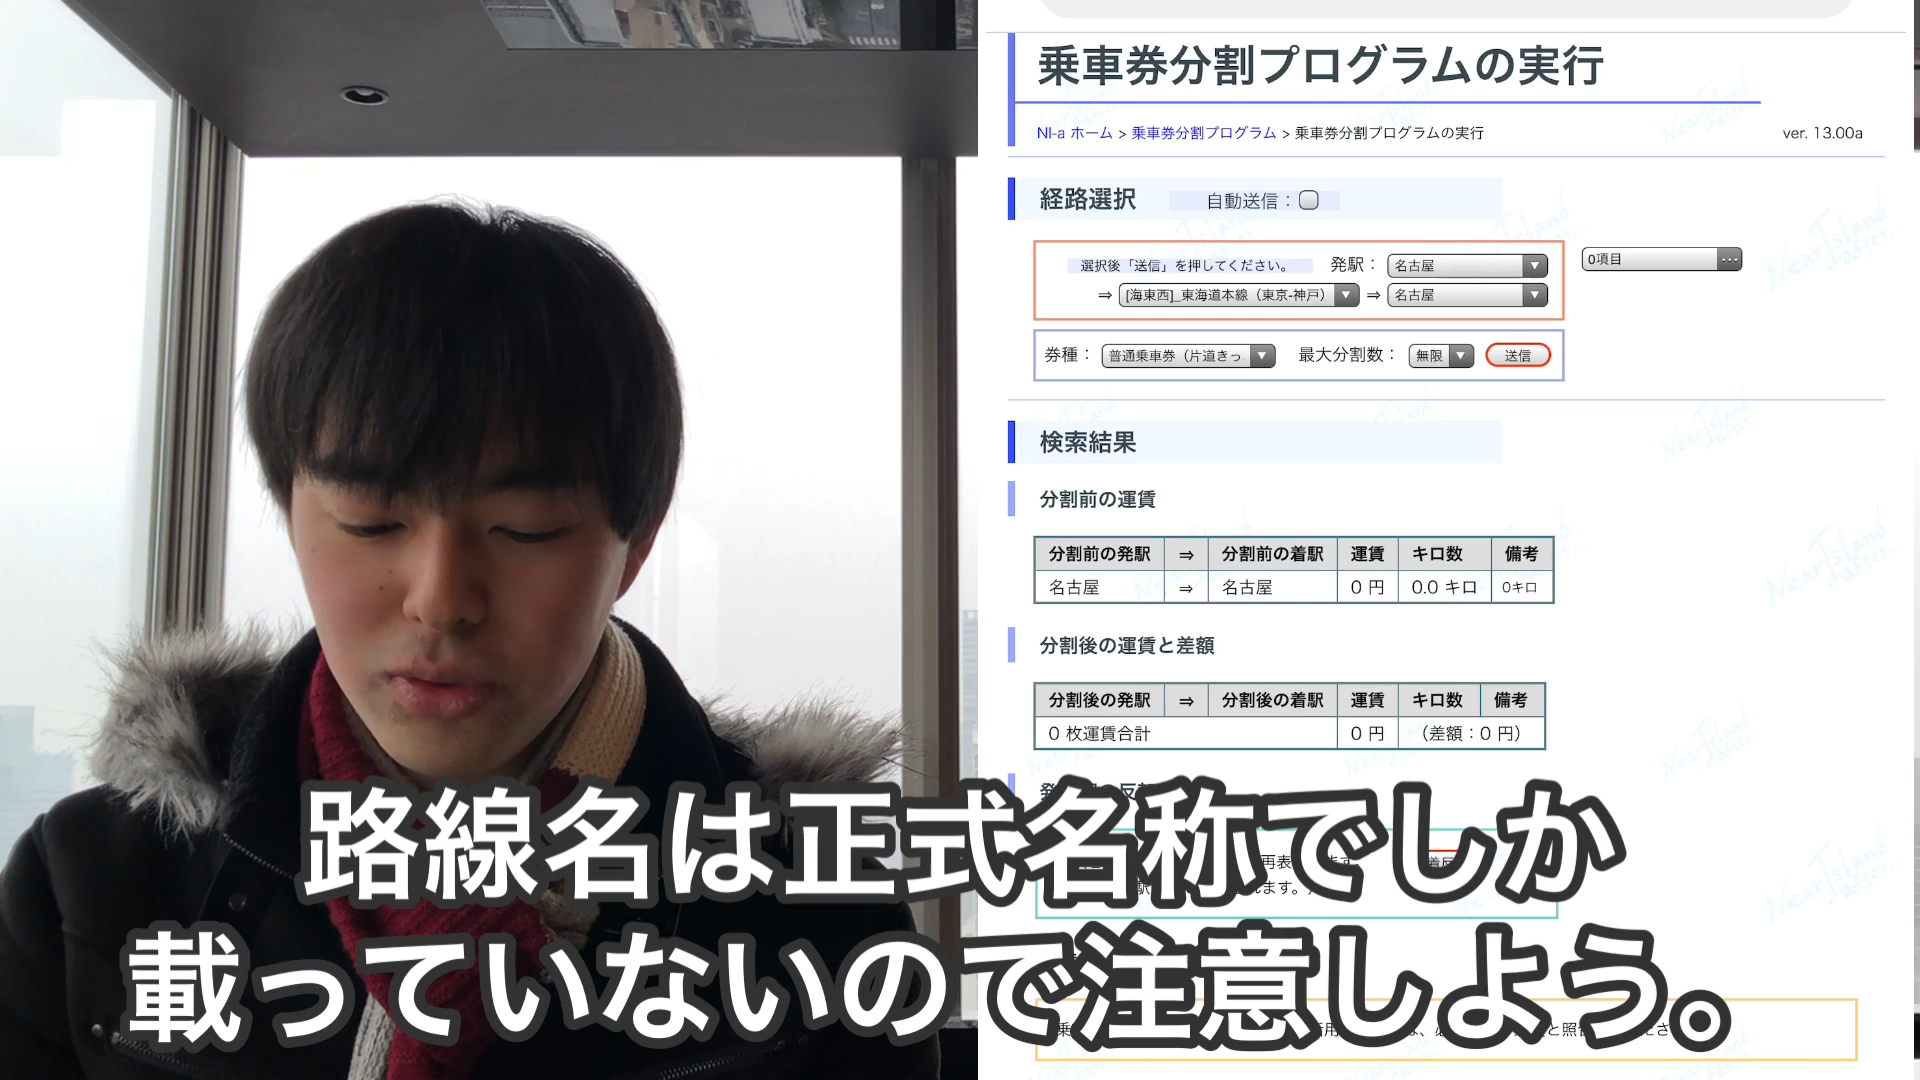 乗車券分割プログラムの実行
NI-a ホーム > 乗車券分割プログラム > 乗車券分割プログラムの実行
ver. 13.00a
経路選択
自動送信：
選択後「送信」を押してください。 発駅： 名古屋
0項目 ...
⇒ [海東西]_東海道本線（東京-神戸） ⇒ 名古屋
券種： 普通乗車券（片道きっ 最大分割数： 無限 送信
検索結果
分割前の運賃
分割前の発駅 ⇒ 分割前の着駅 運賃 キロ数 備考
名古屋 ⇒ 名古屋 0 円 0.0 キロ 0キロ
分割後の運賃と差額
分割後の発駅 ⇒ 分割後の着駅 運賃 キロ数 備考
0 枚運賃合計 0 円 （差額：0 円）
路線名は正式名称でしか
載っていないので注意しよう。